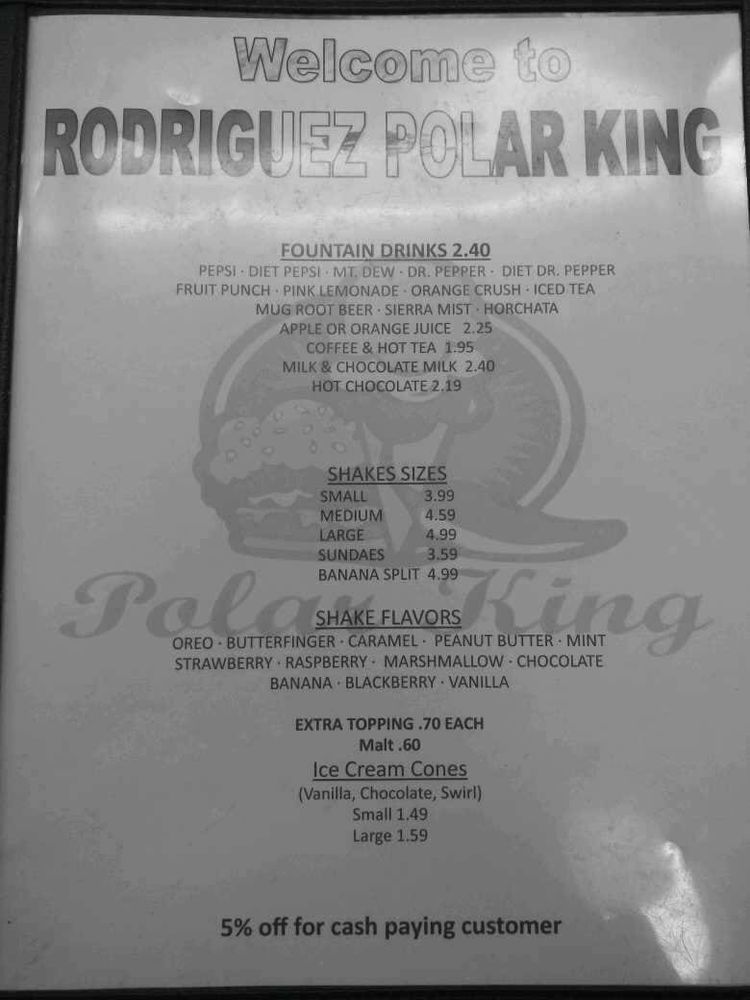 Welcome to
RODRIGUEZ POLAR KING
FOUNTAIN DRINKS 2.40
PEPSI · DIET PEPSI · MT. DEW · DR. PEPPER · DIET DR. PEPPER
FRUIT PUNCH · PINK LEMONADE · ORANGE CRUSH · ICED TEA
MUG ROOT BEER · SIERRA MIST · HORCHATA
APPLE OR ORANGE JUICE 2.25
COFFEE & HOT TEA 1.95
MILK & CHOCOLATE MILK 2.40
HOT CHOCOLATE 2.19
SHAKES SIZES
SMALL 3.99
MEDIUM 4.59
LARGE 4.99
SUNDAES 3.59
BANANA SPLIT 4.99
Polar King
SHAKE FLAVORS
OREO · BUTTERFINGER · CARAMEL · PEANUT BUTTER · MINT
STRAWBERRY · RASPBERRY · MARSHMALLOW · CHOCOLATE
BANANA · BLACKBERRY · VANILLA
EXTRA TOPPING .70 EACH
Malt .60
Ice Cream Cones
(Vanilla, Chocolate, Swirl)
Small 1.49
Large 1.59
5% off for cash paying customer